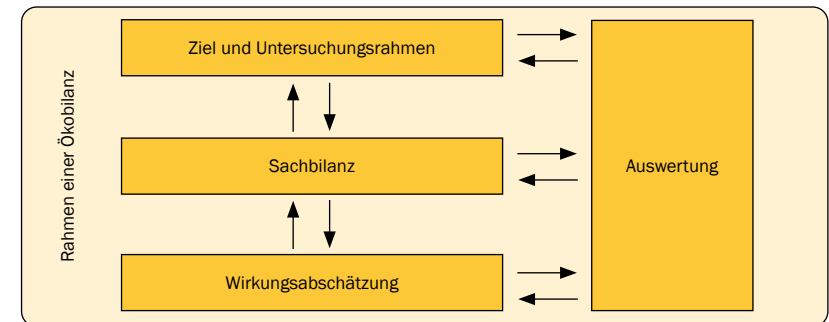 Rahmen einer Ökobilanz
Ziel und Untersuchungsrahmen
Sachbilanz
Wirkungsabschätzung
Auswertung